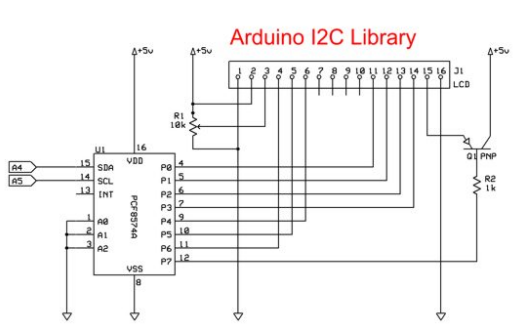 Arduino I2C Library
+5v
+5v
+5v
1 2 3 4 5 6 7 8 9 10 11 12 13 14 15 16
J1
LCD
R1
10k
U1
16
VDD
A4
15
SDA
P0
4
A5
14
SCL
P1
5
13
INT
P2
6
P3
7
1
A0
P4
9
2
A1
P5
10
3
A2
P6
11
P7
12
PCF8574A
VSS
8
Q1 PNP
R2
1k